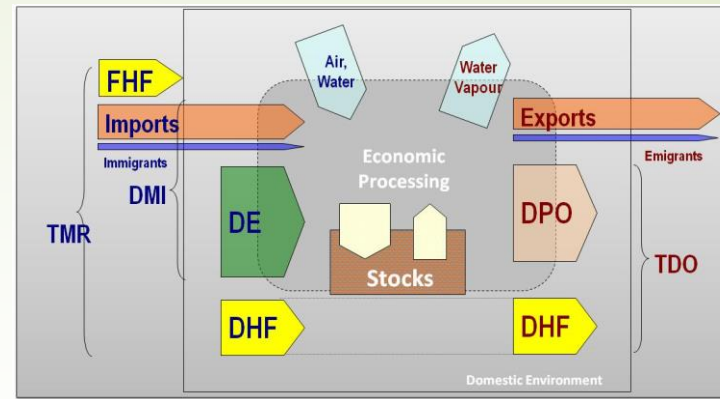 Air,
Water
Water
Vapour
FHF
Imports
Exports
Immigrants
Emigrants
Economic
Processing
DMI
TMR
DE
DPO
TDO
Stocks
DHF
DHF
Domestic Environment